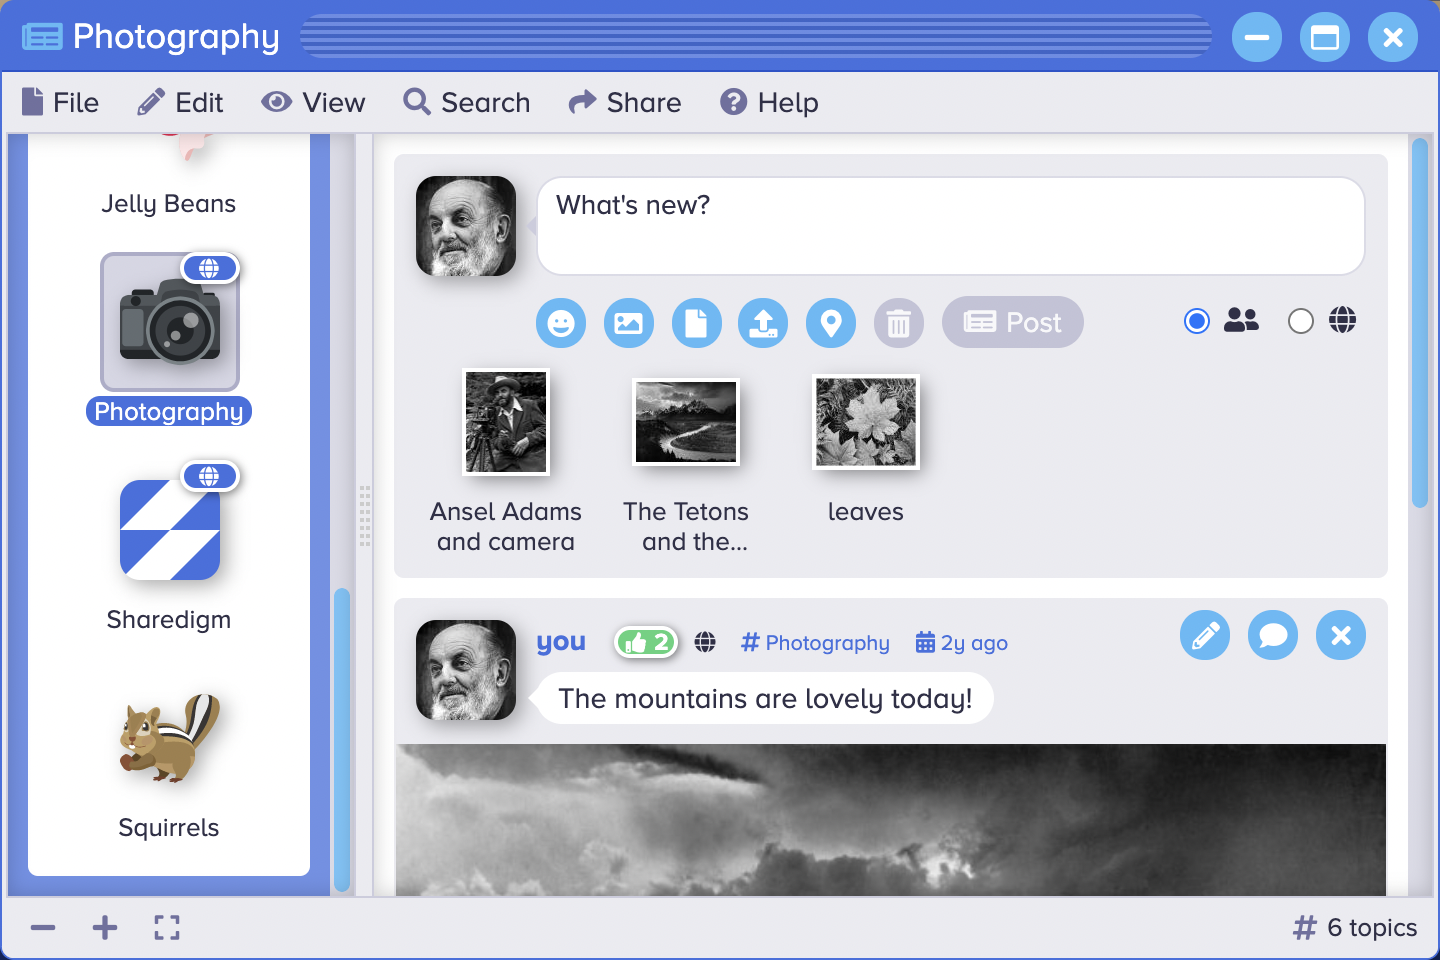 Photography
File
Edit
View
Search
Share
Help
Jelly Beans
Photography
Sharedigm
Squirrels
What's new?
Post
Ansel Adams
and camera
The Tetons
and the...
leaves
you
2
# Photography
2y ago
The mountains are lovely today!
# 6 topics